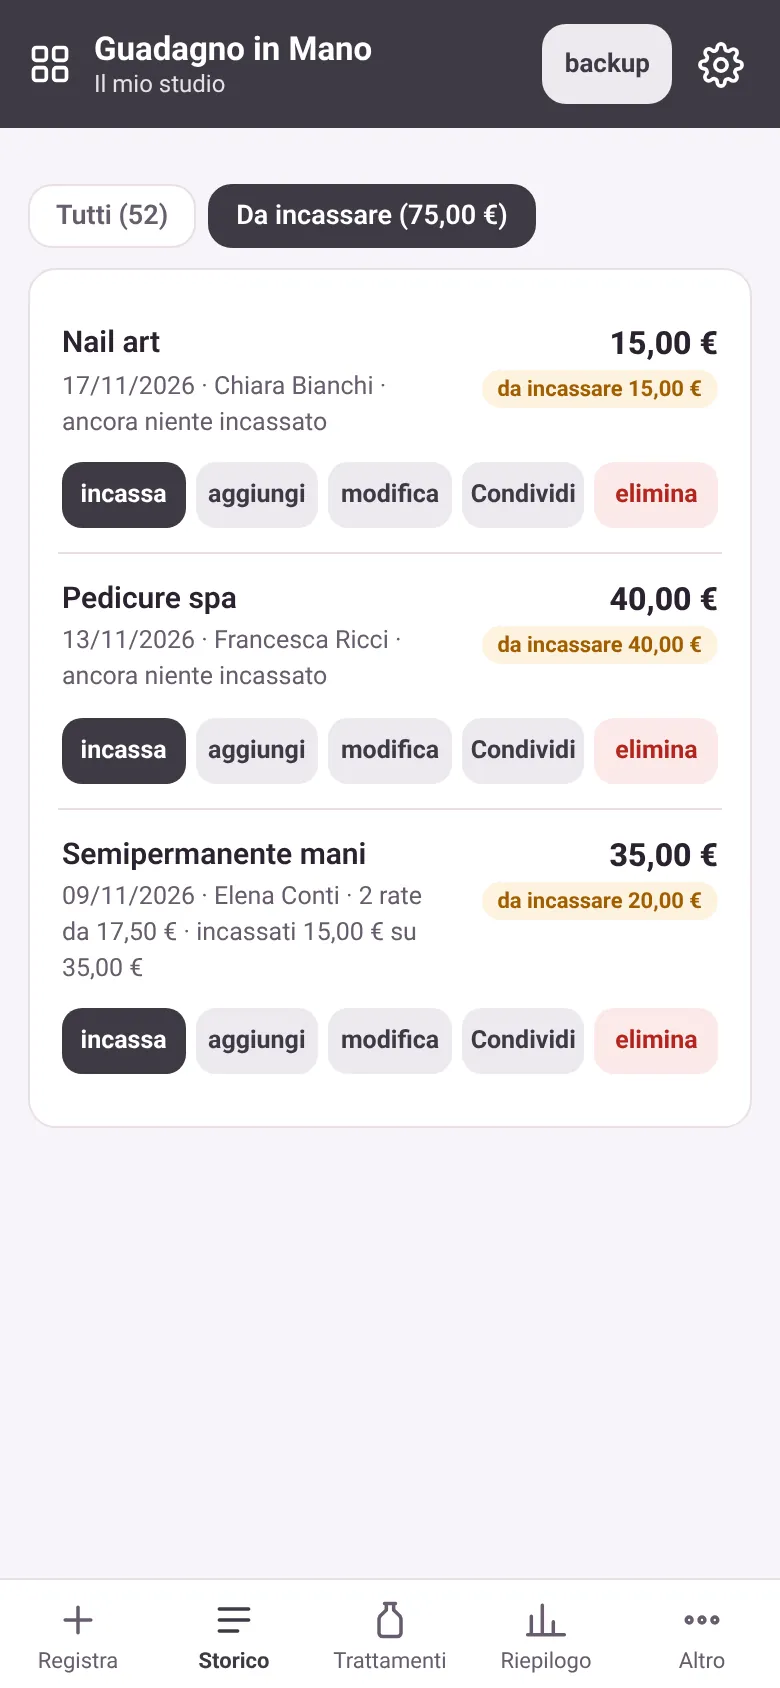 Guadagno in Mano
Il mio studio
backup
Tutti (52)
Da incassare (75,00 €)
Nail art
15,00 €
17/11/2026 · Chiara Bianchi ·
ancora niente incassato
da incassare 15,00 €
incassa
aggiungi
modifica
Condividi
elimina
Pedicure spa
40,00 €
13/11/2026 · Francesca Ricci ·
ancora niente incassato
da incassare 40,00 €
incassa
aggiungi
modifica
Condividi
elimina
Semipermanente mani
35,00 €
09/11/2026 · Elena Conti · 2 rate
da 17,50 € · incassati 15,00 € su
35,00 €
da incassare 20,00 €
incassa
aggiungi
modifica
Condividi
elimina
Registra
Storico
Trattamenti
Riepilogo
Altro